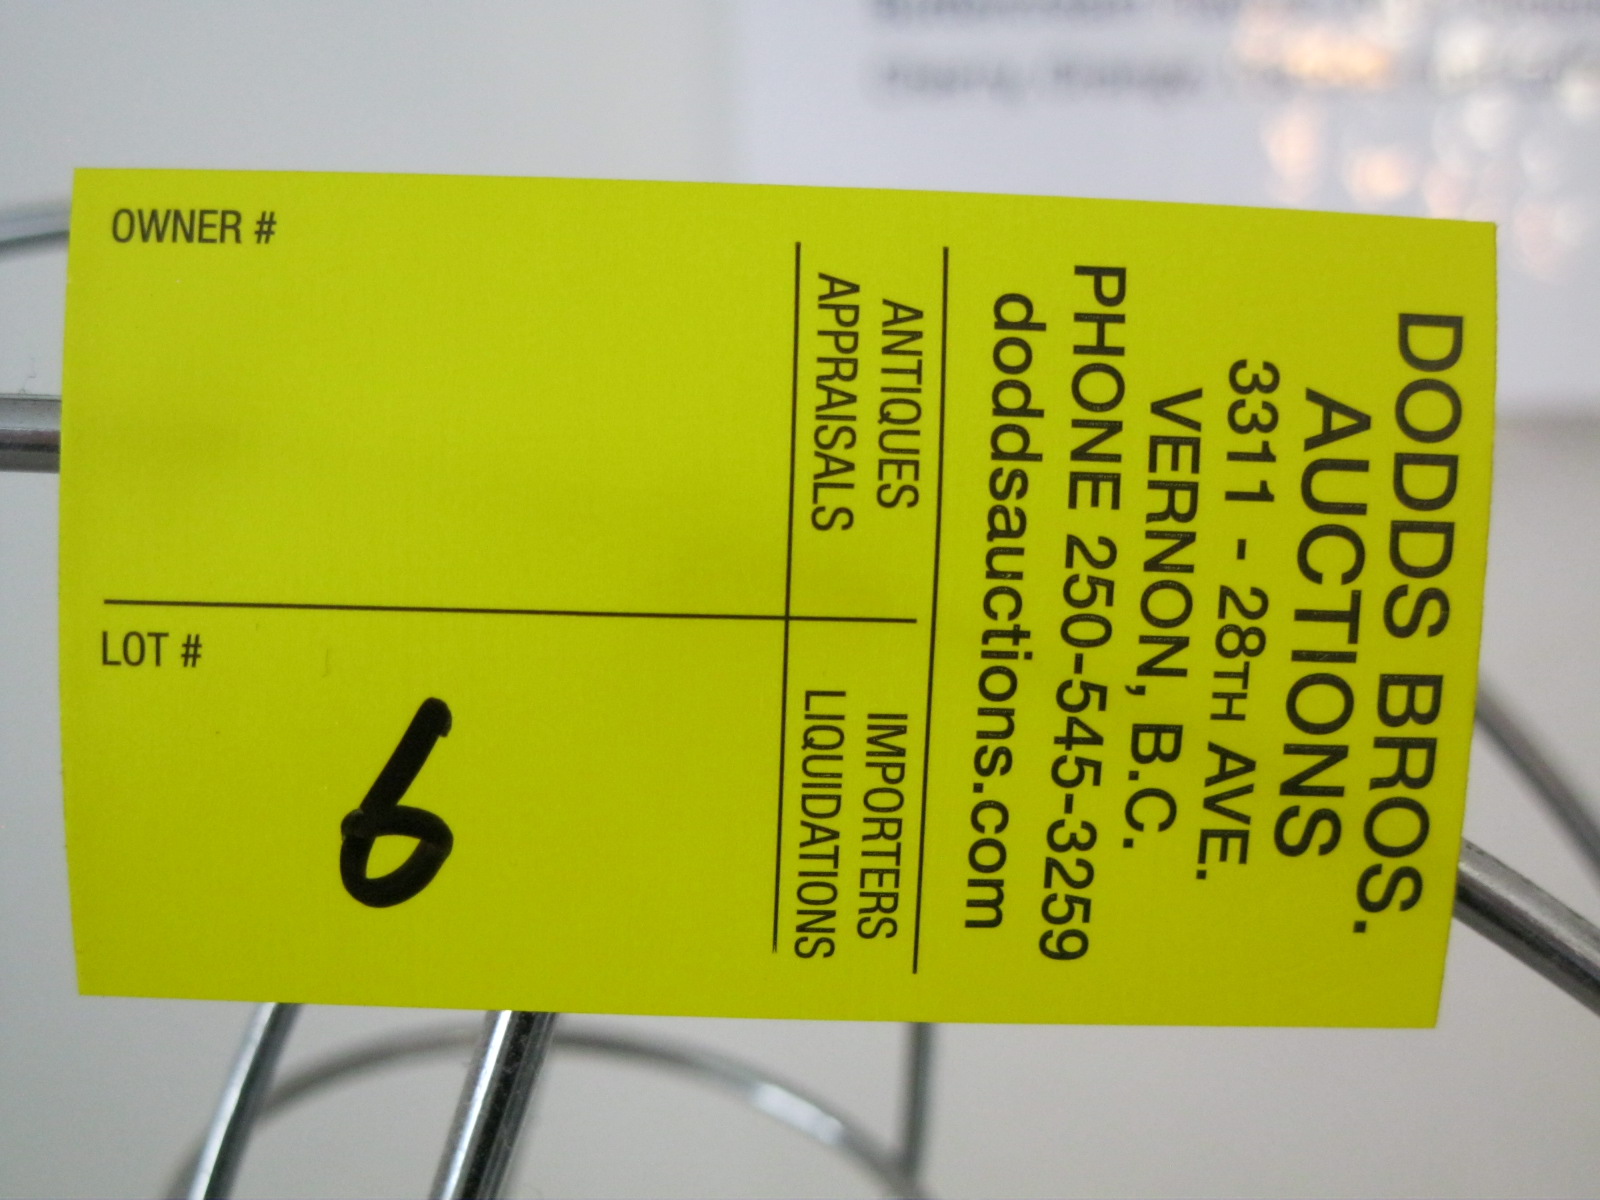 DODDS BROS.
AUCTIONS
3311 - 28TH AVE.
VERNON, B.C.
PHONE 250-545-3259
doddsauctions.com
ANTIQUES
APPRAISALS
IMPORTERS
LIQUIDATIONS
OWNER #
LOT #
6